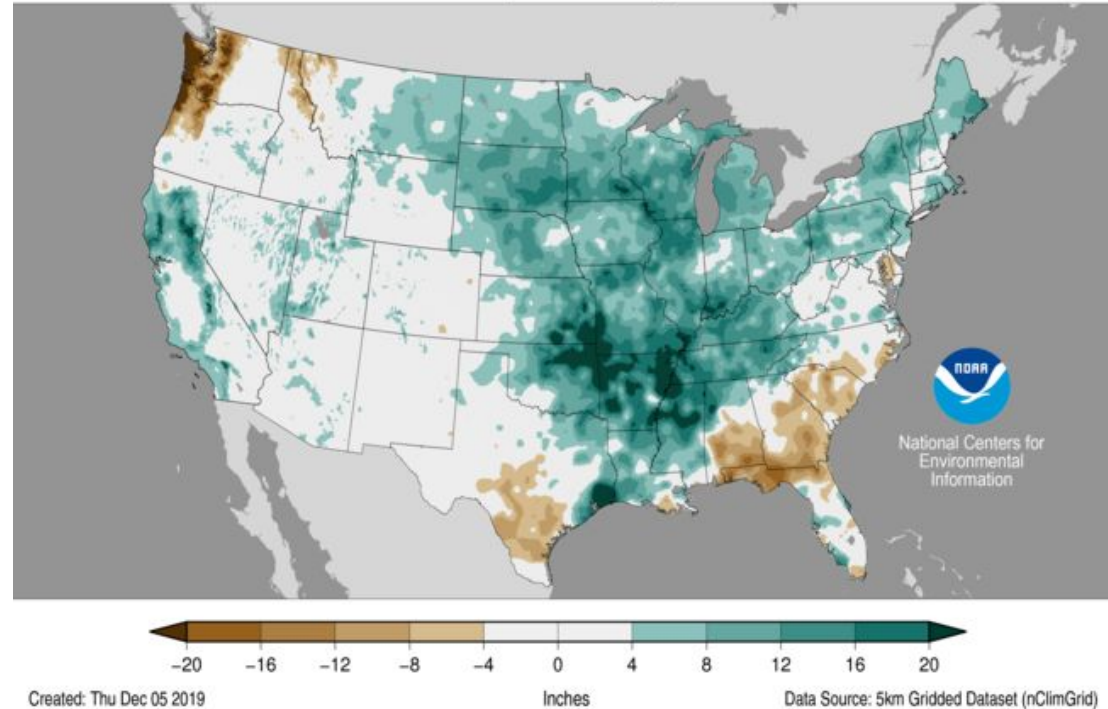 NOAA
National Centers for
Environmental
Information
−20 −16 −12 −8 −4 0 4 8 12 16 20
Created: Thu Dec 05 2019 Inches Data Source: 5km Gridded Dataset (nClimGrid)